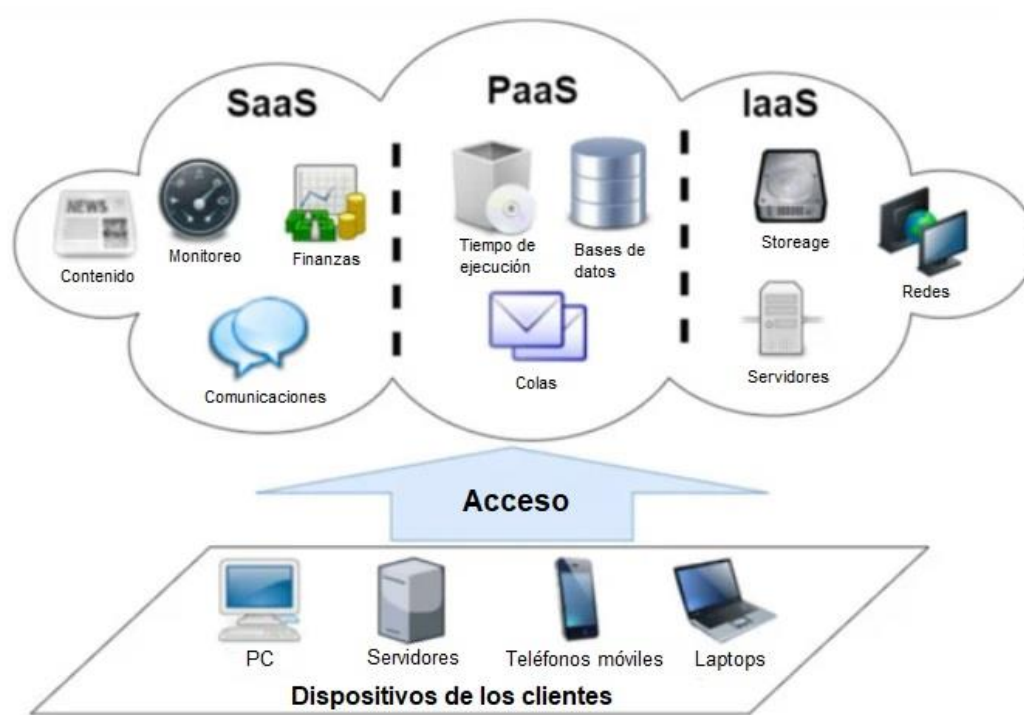 SaaS
PaaS
IaaS
NEWS
Contenido
Monitoreo
Finanzas
Comunicaciones
Tiempo de
ejecución
Bases de
datos
Colas
Storeage
Servidores
Redes
Acceso
PC
Servidores
Teléfonos móviles
Laptops
Dispositivos de los clientes